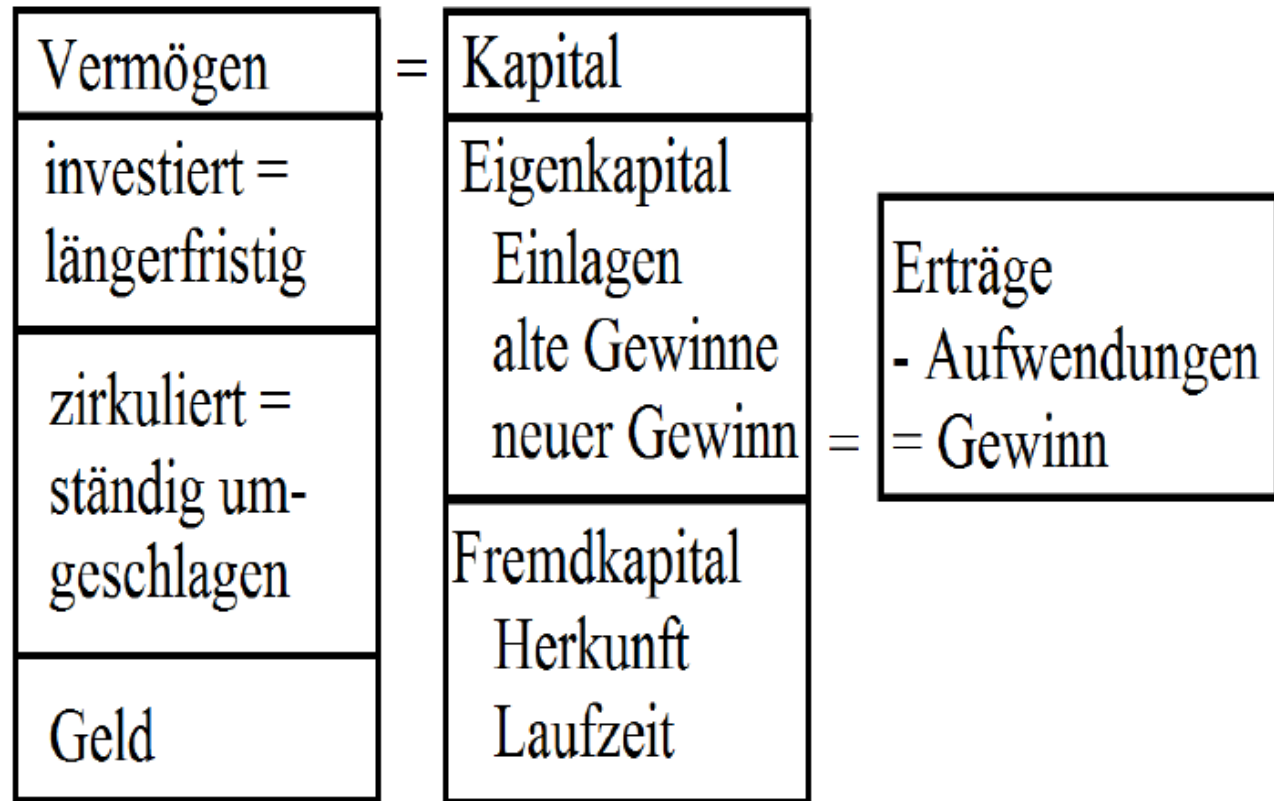 Vermögen
=
Kapital
investiert =
längerfristig
zirkuliert =
ständig um-
geschlagen
Geld
Eigenkapital
Einlagen
alte Gewinne
neuer Gewinn
Fremdkapital
Herkunft
Laufzeit
=
Erträge
- Aufwendungen
= Gewinn